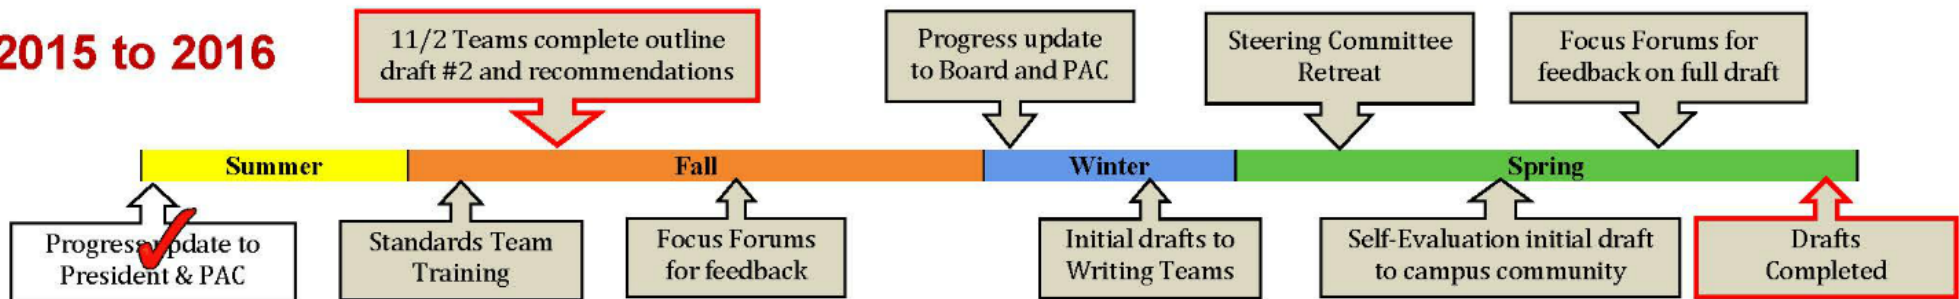 2015 to 2016
11/2 Teams complete outline
draft #2 and recommendations
Progress update
to Board and PAC
Steering Committee
Retreat
Focus Forums for
feedback on full draft
Summer
Fall
Winter
Spring
Progress update to
President & PAC
Standards Team
Training
Focus Forums
for feedback
Initial drafts to
Writing Teams
Self-Evaluation initial draft
to campus community
Drafts
Completed